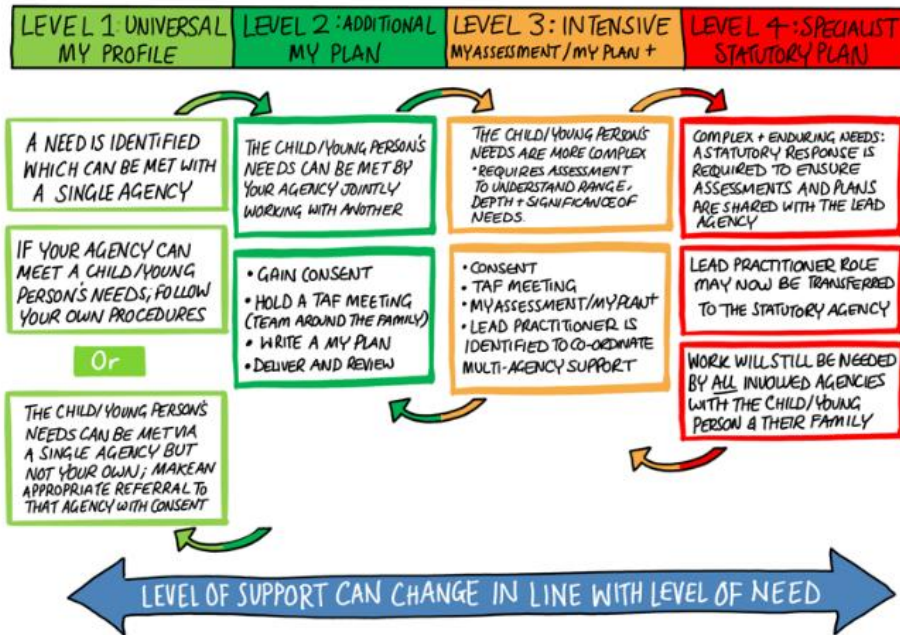 LEVEL 1: UNIVERSAL
MY PROFILE
LEVEL 2: ADDITIONAL
MY PLAN
LEVEL 3: INTENSIVE
MY ASSESSMENT / MY PLAN +
LEVEL 4: SPECIALIST
STATUTORY PLAN
A NEED IS IDENTIFIED
WHICH CAN BE MET WITH
A SINGLE AGENCY
IF YOUR AGENCY CAN
MEET A CHILD/YOUNG
PERSON'S NEEDS; FOLLOW
YOUR OWN PROCEDURES
Or
THE CHILD/YOUNG PERSON'S
NEEDS CAN BE MET VIA
A SINGLE AGENCY BUT
NOT YOUR OWN; MAKE AN
APPROPRIATE REFERRAL TO
THAT AGENCY WITH CONSENT
THE CHILD/YOUNG PERSON'S
NEEDS CAN BE MET BY
YOUR AGENCY JOINTLY
WORKING WITH ANOTHER
• GAIN CONSENT
• HOLD A TAF MEETING
(TEAM AROUND THE FAMILY)
• WRITE A MY PLAN
• DELIVER AND REVIEW
THE CHILD/YOUNG PERSON'S
NEEDS ARE MORE COMPLEX
• REQUIRES ASSESSMENT
TO UNDERSTAND RANGE,
DEPTH + SIGNIFICANCE OF
NEEDS.
• CONSENT
• TAF MEETING
• MY ASSESSMENT/MY PLAN+
• LEAD PRACTITIONER IS
IDENTIFIED TO CO-ORDINATE
MULTI-AGENCY SUPPORT
COMPLEX + ENDURING NEEDS:
A STATUTORY RESPONSE IS
REQUIRED TO ENSURE
ASSESSMENTS AND PLANS
ARE SHARED WITH THE LEAD
AGENCY
LEAD PRACTITIONER ROLE
MAY NOW BE TRANSFERRED
TO THE STATUTORY AGENCY
WORK WILL STILL BE NEEDED
BY ALL INVOLVED AGENCIES
WITH THE CHILD/YOUNG
PERSON & THEIR FAMILY
LEVEL OF SUPPORT CAN CHANGE IN LINE WITH LEVEL OF NEED